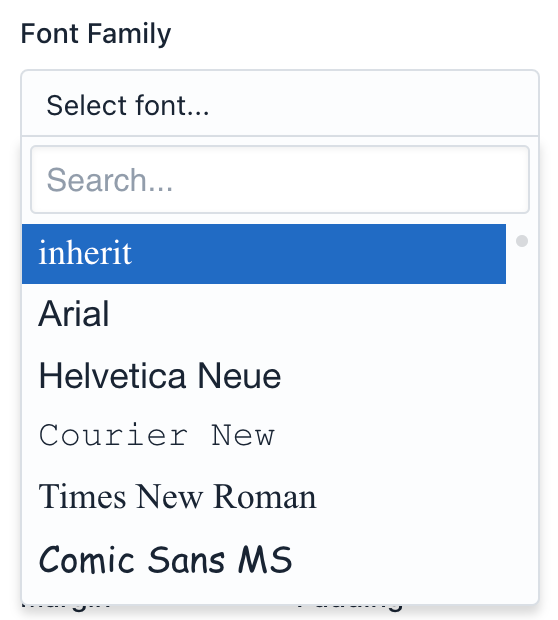 Font Family
Select font...
Search...
inherit
Arial
Helvetica Neue
Courier New
Times New Roman
Comic Sans MS